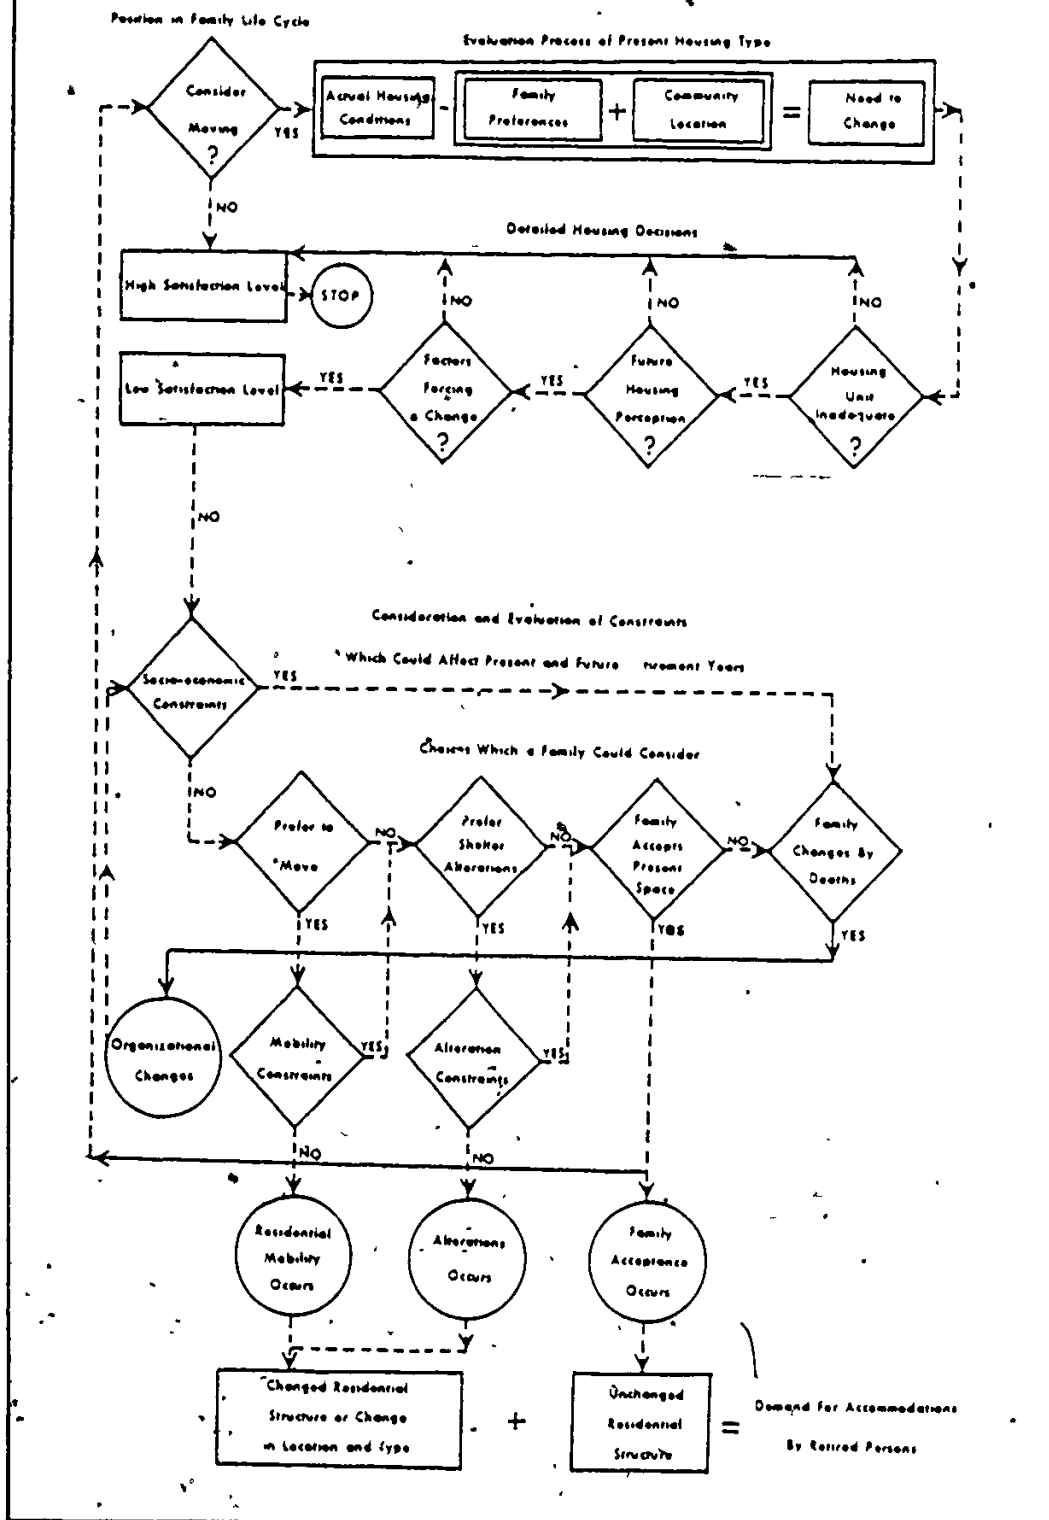 Position in Family Life Cycle
Evaluation Process of Present Housing Type
Consider
Moving
?
YES
Actual Housing
Conditions
-
Family
Preferences
+
Community
Location
=
Need to
Change
NO
Detailed Housing Decisions
High Satisfaction Level
STOP
NO
NO
NO
Low Satisfaction Level
YES
Factors
Forcing
a Change
?
YES
Future
Housing
Perception
?
YES
Housing
Unit
Inadequate
?
NO
Consideration and Evaluation of Constraints
Which Could Affect Present and Future Years
Socio-economic
Constraints
YES
Choices Which a Family Could Consider
NO
Prefer to
Move
NO
Prefer
Shelter
Alterations
NO
Family
Accepts
Present
Space
NO
Family
Changes By
Deaths
YES
YES
YES
YES
Organizational
Changes
Mobility
Constraints
YES
Alteration
Constraints
YES
NO
NO
Residential
Mobility
Occurs
Alterations
Occurs
Family
Acceptance
Occurs
Changed Residential
Structure or Change
in Location and Type
+
Unchanged
Residential
Structure
=
Demand For Accommodations
By Retired Persons